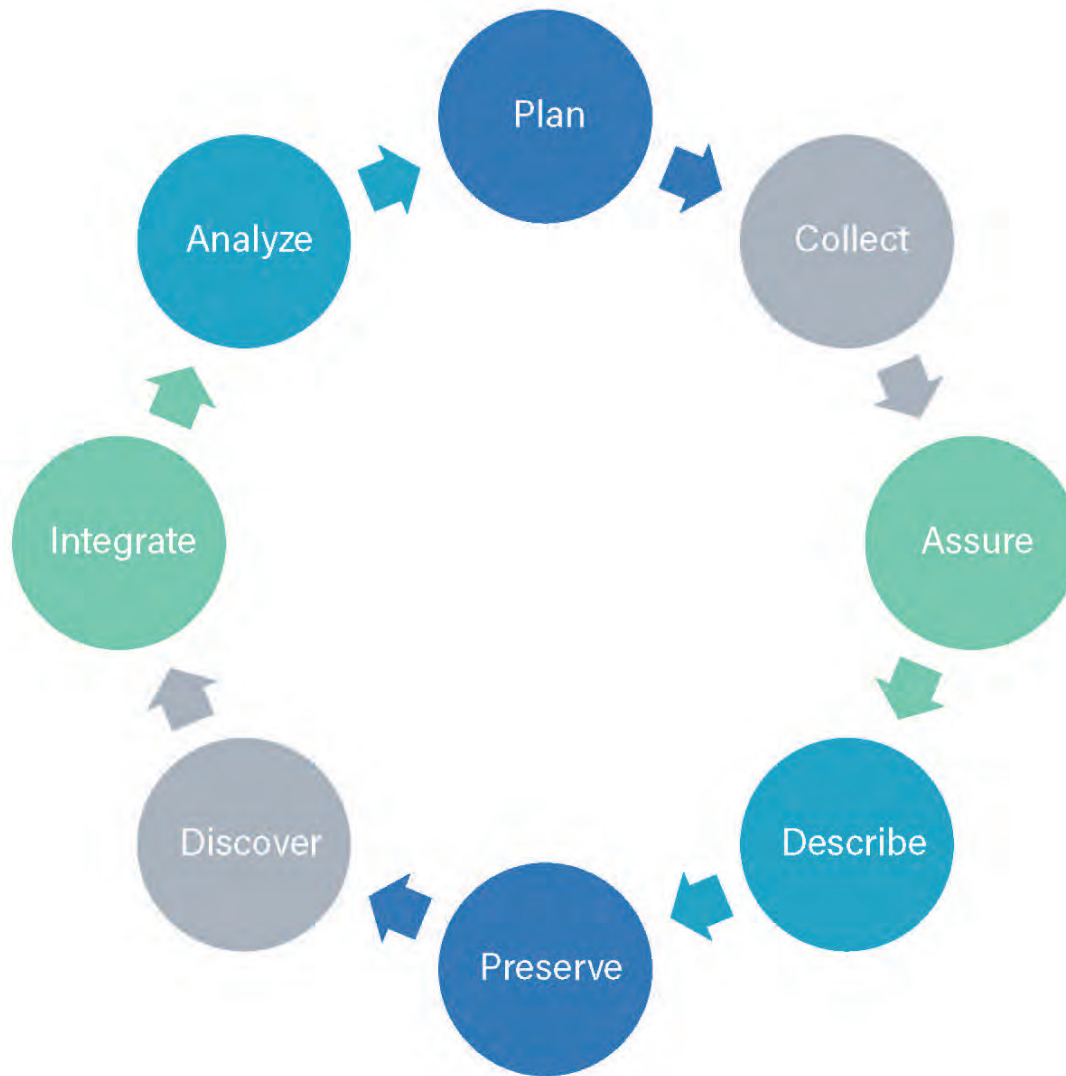 Plan
Collect
Assure
Describe
Preserve
Discover
Integrate
Analyze